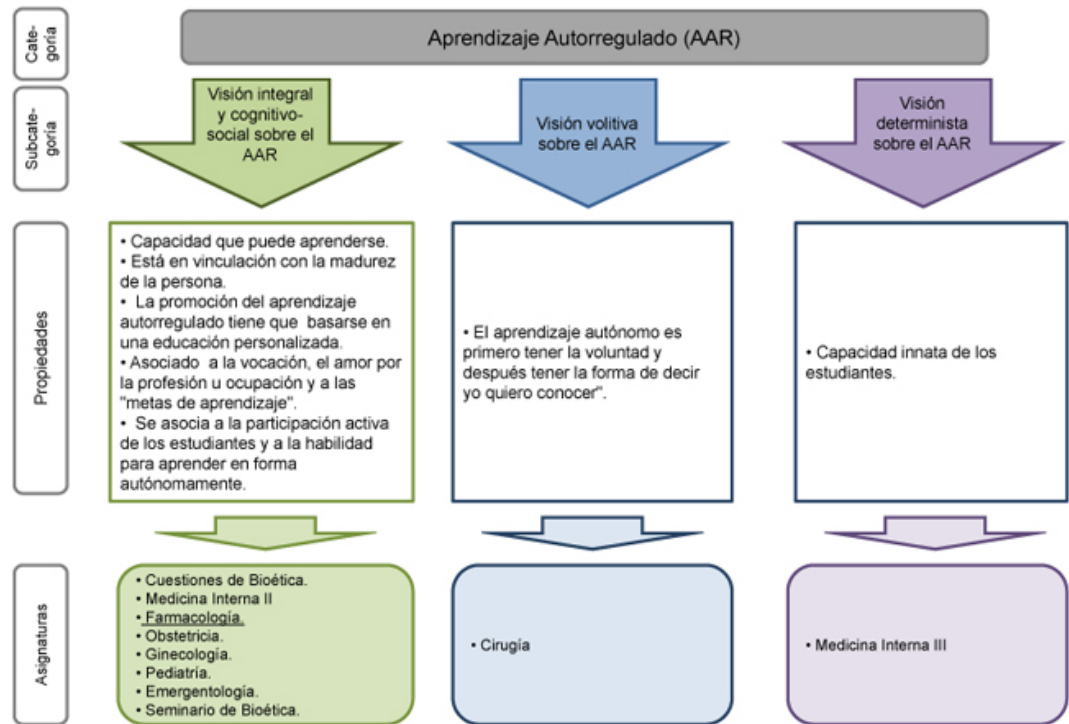 Cate-
goría
Aprendizaje Autorregulado (AAR)
Subcate-
goría
Visión integral
y cognitivo-
social sobre el
AAR
Visión volitiva
sobre el AAR
Visión
determinista
sobre el AAR
Propiedades
• Capacidad que puede aprenderse.
• Está en vinculación con la madurez
de la persona.
• La promoción del aprendizaje
autorregulado tiene que basarse en
una educación personalizada.
• Asociado a la vocación, el amor por
la profesión u ocupación y a las
"metas de aprendizaje".
• Se asocia a la participación activa
de los estudiantes y a la habilidad
para aprender en forma
autónomamente.
• El aprendizaje autónomo es
primero tener la voluntad y
después tener la forma de decir
yo quiero conocer".
• Capacidad innata de los
estudiantes.
Asignaturas
• Cuestiones de Bioética.
• Medicina Interna II
• Farmacología.
• Obstetricia.
• Ginecología.
• Pediatría.
• Emergentología.
• Seminario de Bioética.
• Cirugía
• Medicina Interna III